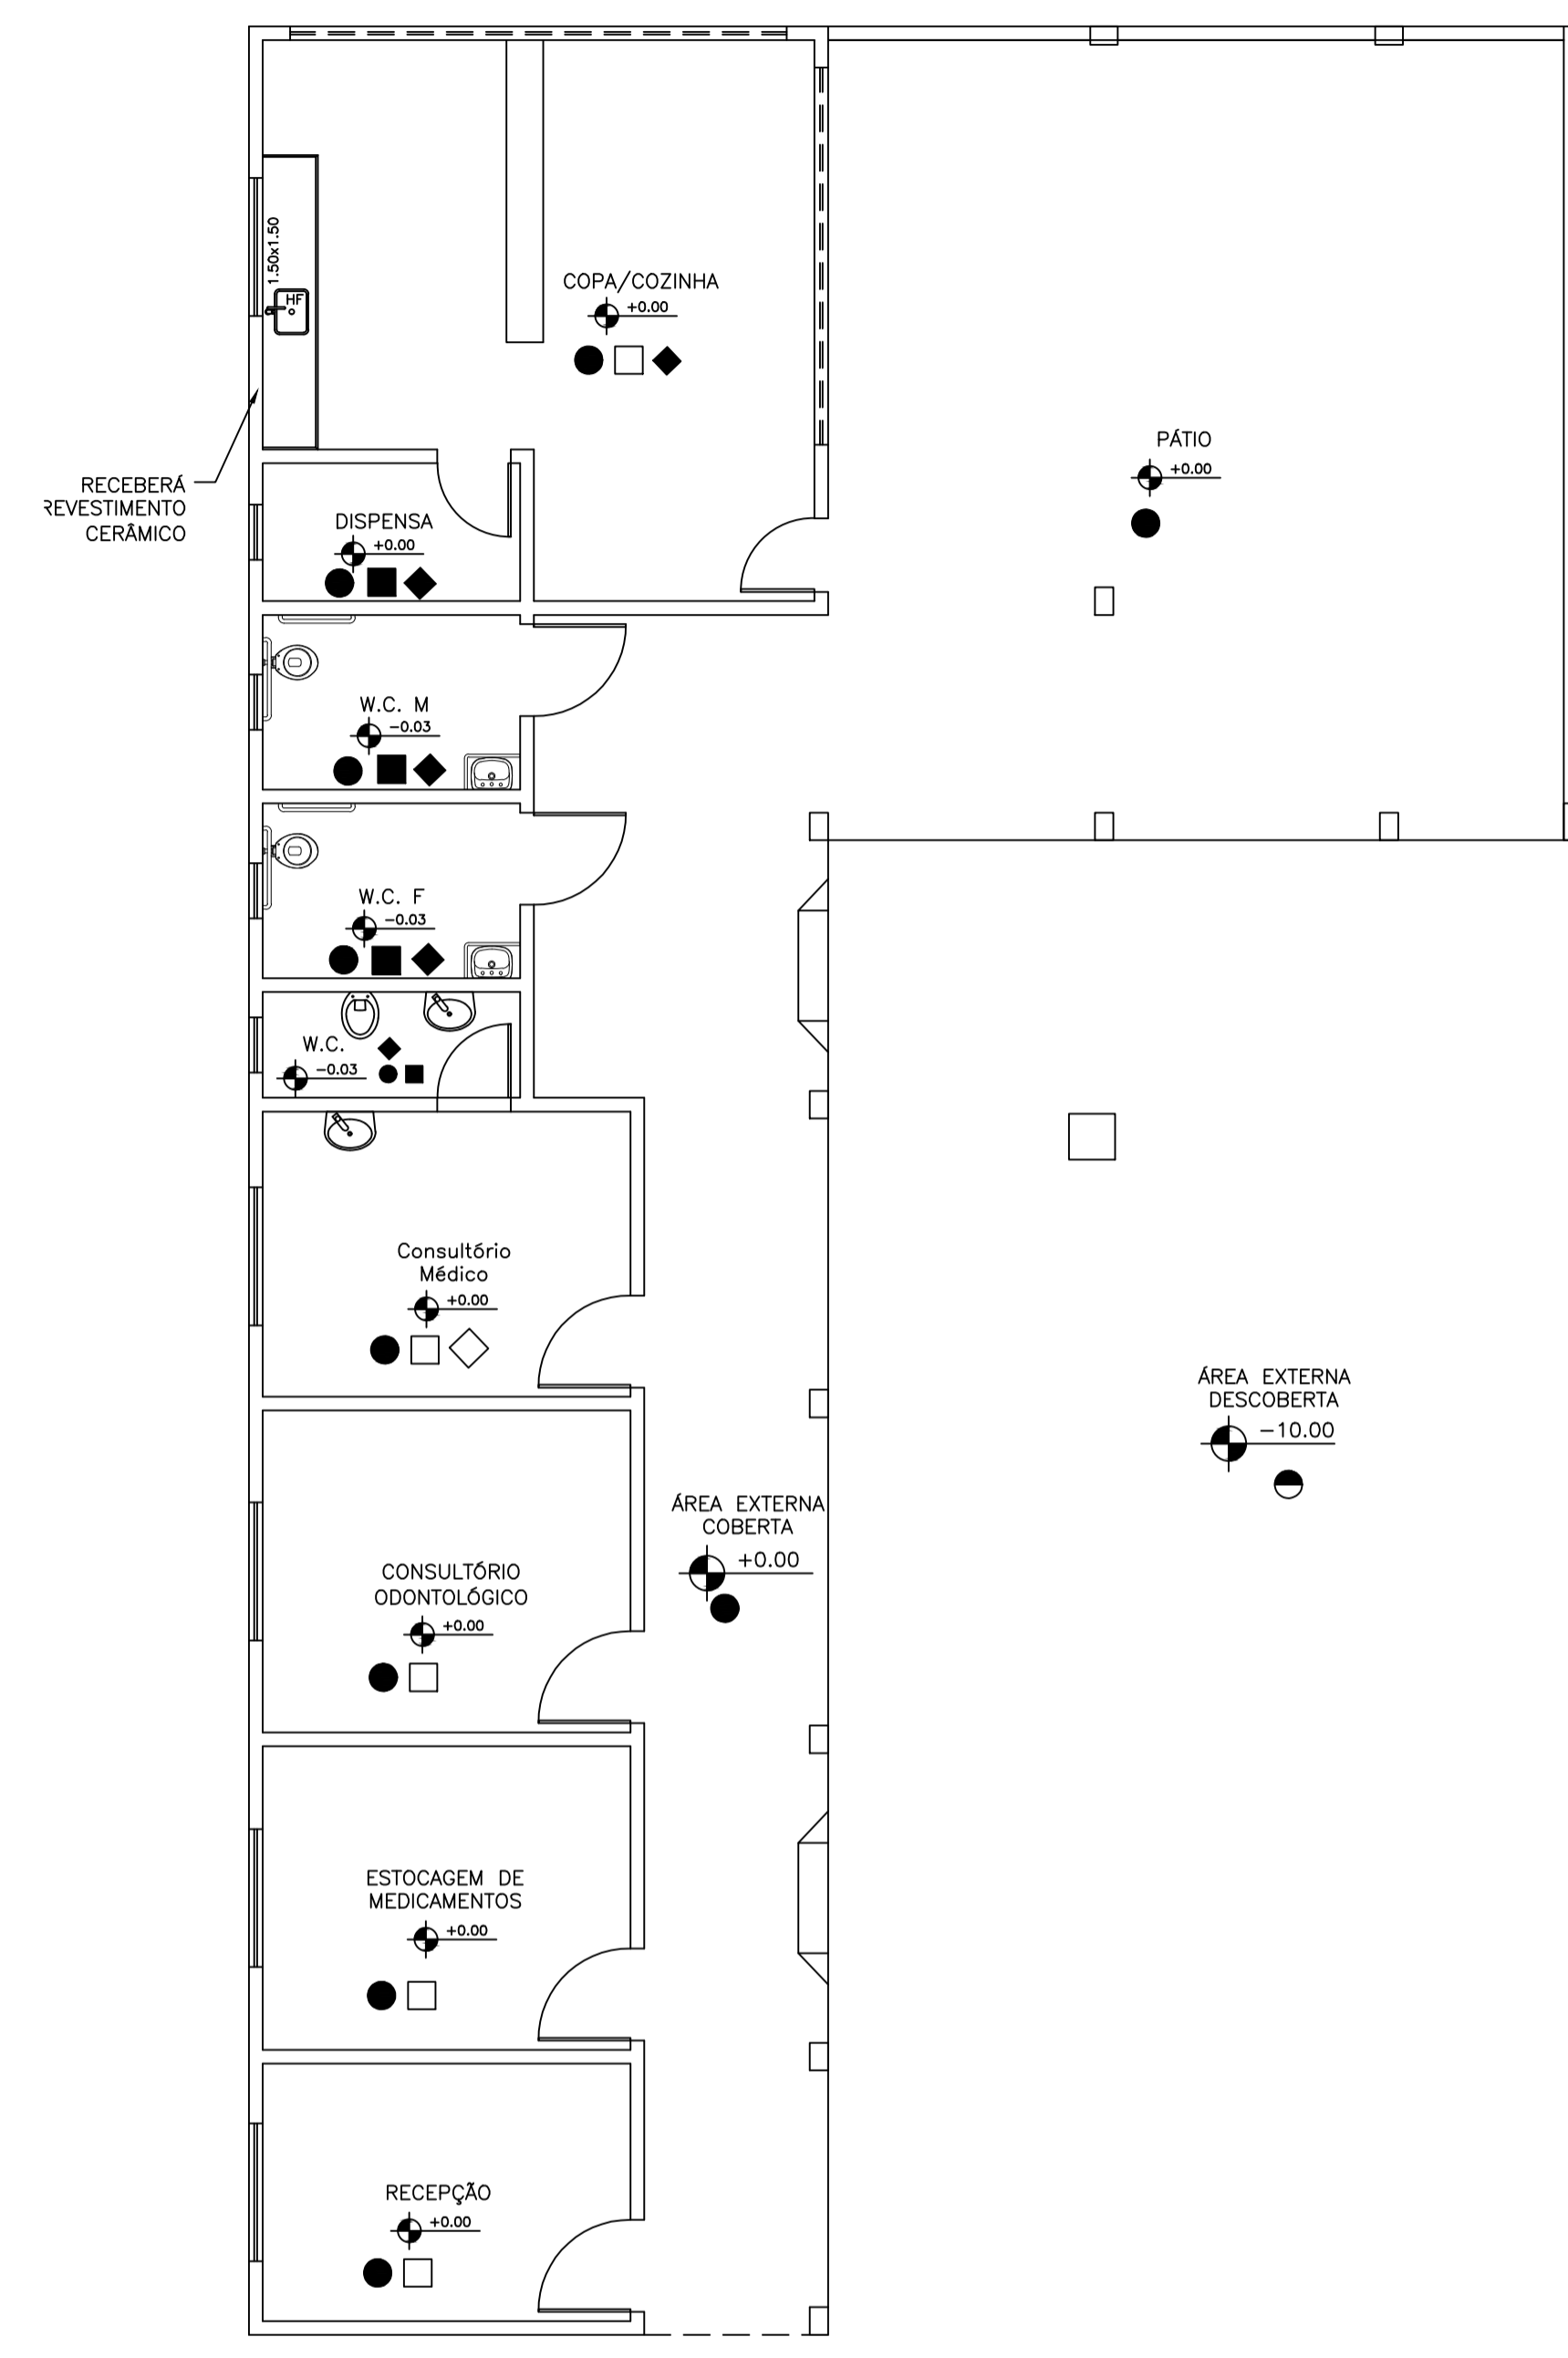 1.50x1.50
HF
COPA/COZINHA
+0.00
PÁTIO
+0.00
RECEBERÁ
REVESTIMENTO
CERÂMICO
DISPENSA
+0.00
W.C. M
-0.03
W.C. F
-0.03
W.C.
-0.03
Consultório
Médico
+0.00
ÁREA EXTERNA
DESCOBERTA
-10.00
ÁREA EXTERNA
COBERTA
+0.00
CONSULTÓRIO
ODONTOLÓGICO
+0.00
ESTOCAGEM DE
MEDICAMENTOS
+0.00
RECEPÇÃO
+0.00